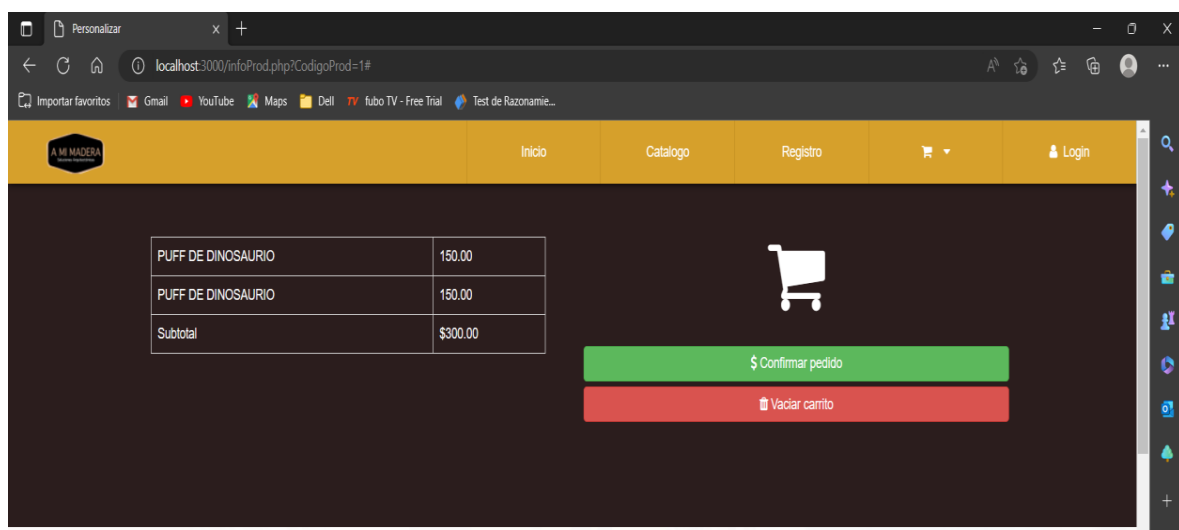 Personalizar
localhost:3000/infoProd.php?CodigoProd=1#
Importar favoritos Gmail YouTube Maps Dell fubo TV - Free Trial Test de Razonamie...
A MI MADERA
Inicio Catalogo Registro Login
PUFF DE DINOSAURIO 150.00
PUFF DE DINOSAURIO 150.00
Subtotal $300.00
$ Confirmar pedido
Vaciar carrito